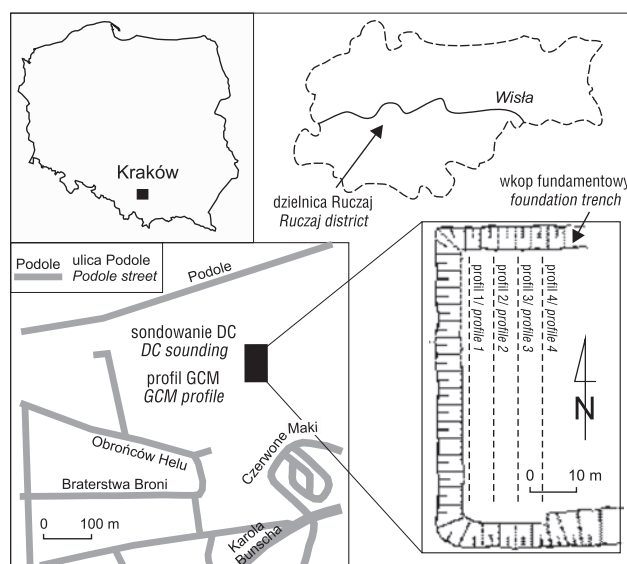 Kraków
Wisła
dzielnica Ruczaj
Ruczaj district
wkop fundamentowy
foundation trench
Podole
ulica Podole
Podole street
Podole
sondowanie DC
DC sounding
profil GCM
GCM profile
Obrońców Helu
Czerwone Maki
Braterstwa Broni
Karola
Bunscha
0 100 m
profil 1/ profile 1
profil 2/ profile 2
profil 3/ profile 3
profil 4/ profile 4
N
0 10 m